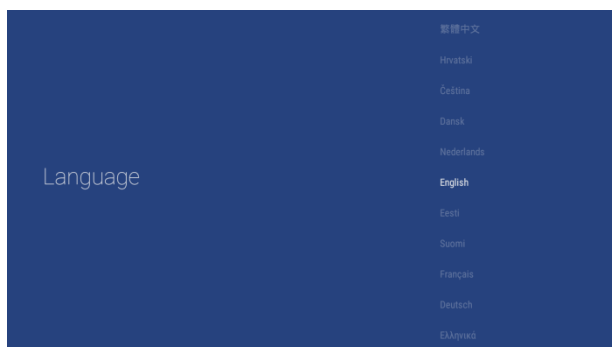 Language
繁體中文
Hrvatski
Čeština
Dansk
Nederlands
English
Eesti
Suomi
Français
Deutsch
Ελληνικά